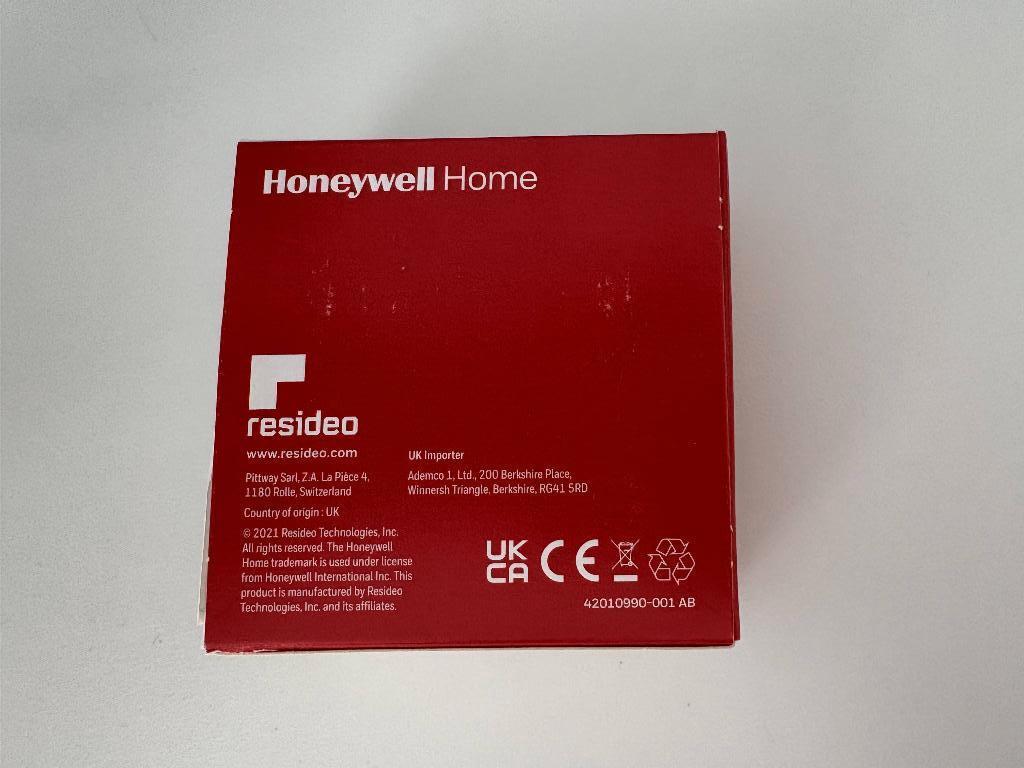 Honeywell Home
resideo
www.resideo.com
Pittway Sarl, Z.A. La Pièce 4,
1180 Rolle, Switzerland
Country of origin : UK
© 2021 Resideo Technologies, Inc.
All rights reserved. The Honeywell
Home trademark is used under license
from Honeywell International Inc. This
product is manufactured by Resideo
Technologies, Inc. and its affiliates.
UK Importer
Ademco 1, Ltd., 200 Berkshire Place,
Winnersh Triangle, Berkshire, RG41 5RD
UK
CA CE
42010990-001 AB